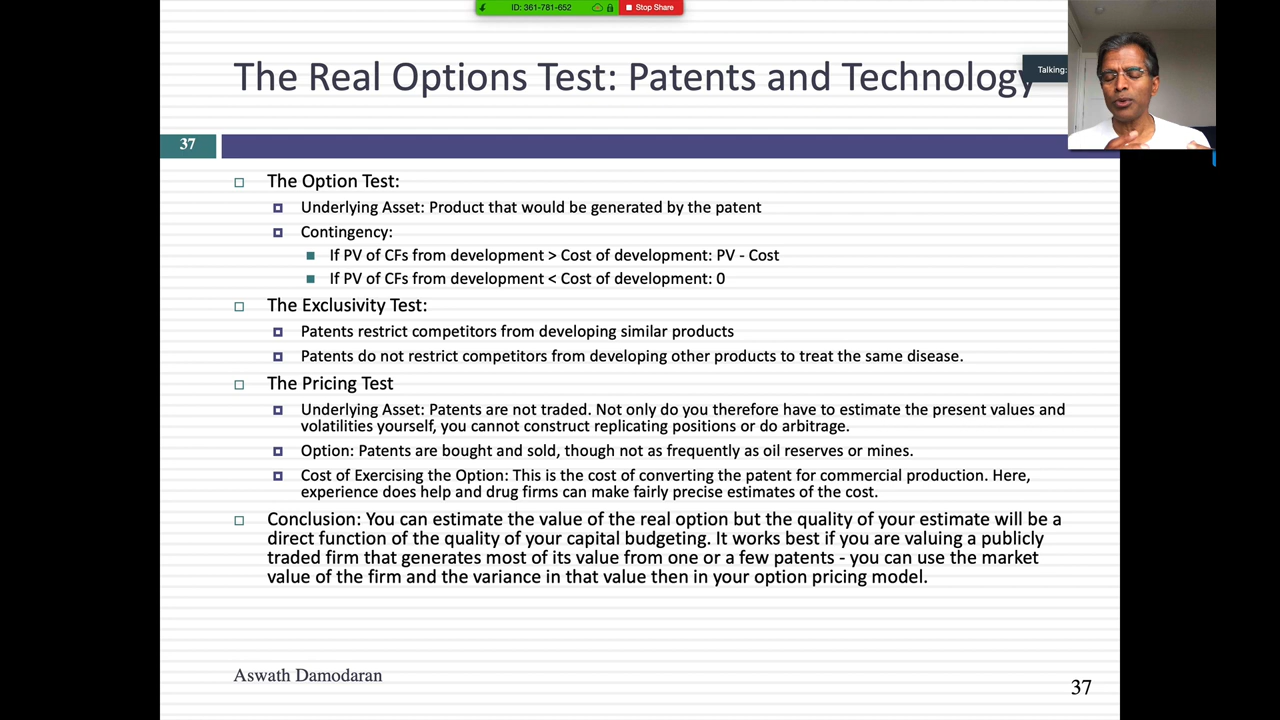 ID: 361-781-652
Stop Share
The Real Options Test: Patents and Technology
Talking:
37
The Option Test:
Underlying Asset: Product that would be generated by the patent
Contingency:
If PV of CFs from development > Cost of development: PV - Cost
If PV of CFs from development < Cost of development: 0
The Exclusivity Test:
Patents restrict competitors from developing similar products
Patents do not restrict competitors from developing other products to treat the same disease.
The Pricing Test
Underlying Asset: Patents are not traded. Not only do you therefore have to estimate the present values and
volatilities yourself, you cannot construct replicating positions or do arbitrage.
Option: Patents are bought and sold, though not as frequently as oil reserves or mines.
Cost of Exercising the Option: This is the cost of converting the patent for commercial production. Here,
experience does help and drug firms can make fairly precise estimates of the cost.
Conclusion: You can estimate the value of the real option but the quality of your estimate will be a
direct function of the quality of your capital budgeting. It works best if you are valuing a publicly
traded firm that generates most of its value from one or a few patents - you can use the market
value of the firm and the variance in that value then in your option pricing model.
Aswath Damodaran
37